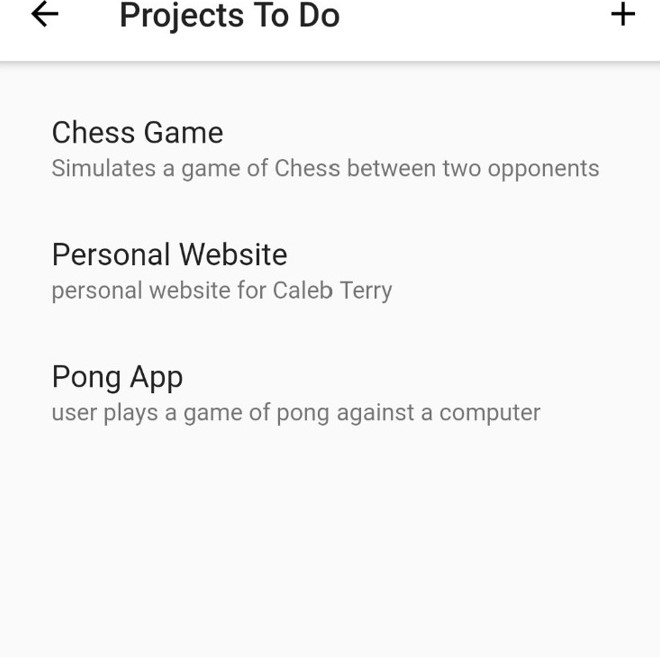 Projects To Do
Chess Game
Simulates a game of Chess between two opponents
Personal Website
personal website for Caleb Terry
Pong App
user plays a game of pong against a computer